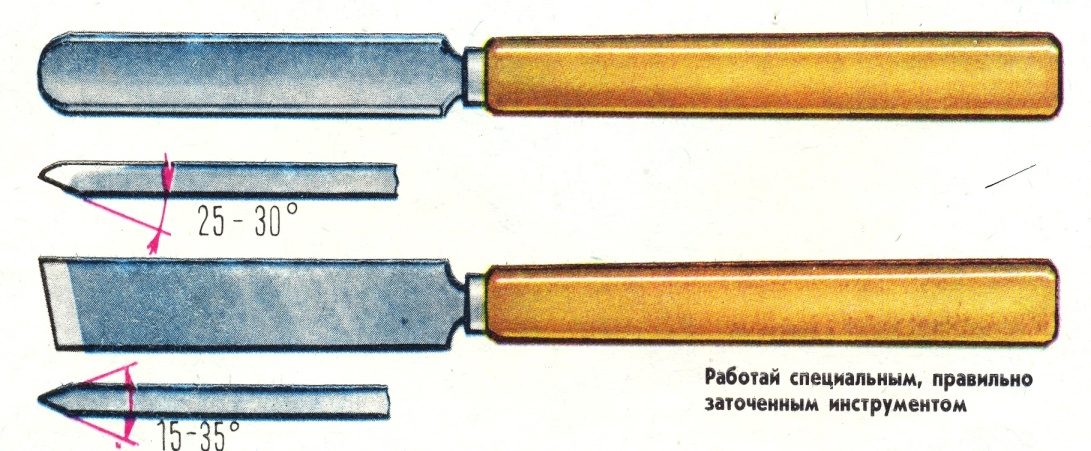 25-30°
15-35°
Работай специальным, правильно
заточенным инструментом